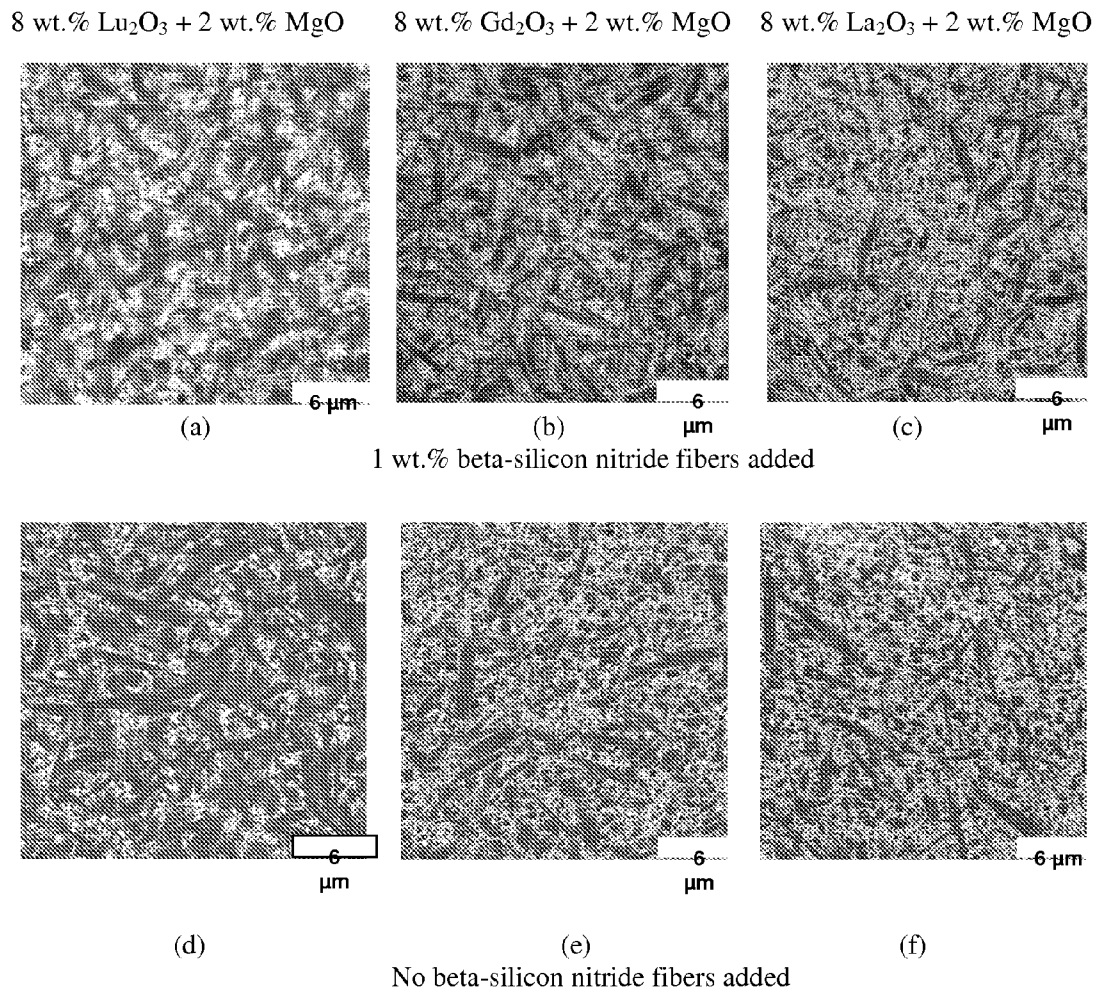 8 wt.% Lu₂O₃ + 2 wt.% MgO 8 wt.% Gd₂O₃ + 2 wt.% MgO 8 wt.% La₂O₃ + 2 wt.% MgO
6 μm 6 μm 6 μm
(a) (b) (c)
1 wt.% beta-silicon nitride fibers added
6 μm 6 μm 6 μm
(d) (e) (f)
No beta-silicon nitride fibers added